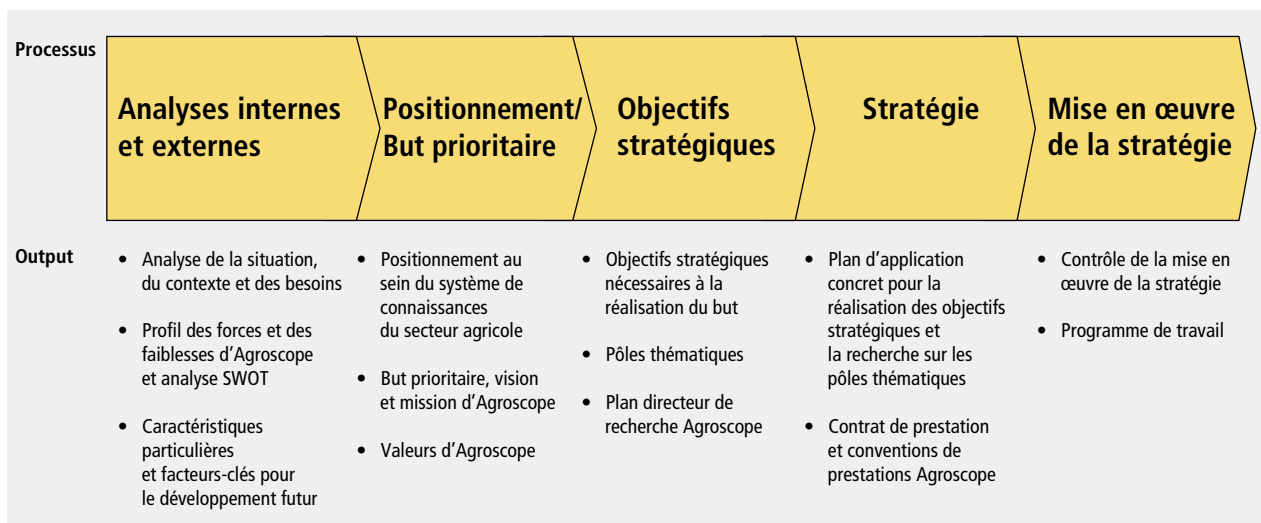 Processus
Analyses internes
et externes
Positionnement/
But prioritaire
Objectifs
stratégiques
Stratégie
Mise en œuvre
de la stratégie
Output
• Analyse de la situation,
du contexte et des besoins
• Profil des forces et des
faiblesses d’Agroscope
et analyse SWOT
• Caractéristiques
particulières
et facteurs-clés pour
le développement futur
• Positionnement au
sein du système de
connaissances
du secteur agricole
• But prioritaire, vision
et mission d’Agroscope
• Valeurs d’Agroscope
• Objectifs stratégiques
nécessaires à la
réalisation du but
• Pôles thématiques
• Plan directeur de
recherche Agroscope
• Plan d’application
concret pour la
réalisation des objectifs
stratégiques et
la recherche sur les
pôles thématiques
• Contrat de prestation
et conventions de
prestations Agroscope
• Contrôle de la mise en
œuvre de la stratégie
• Programme de travail